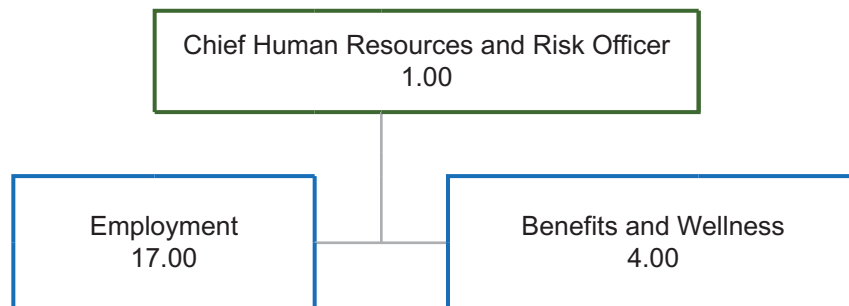 Chief Human Resources and Risk Officer
1.00
Employment
17.00
Benefits and Wellness
4.00